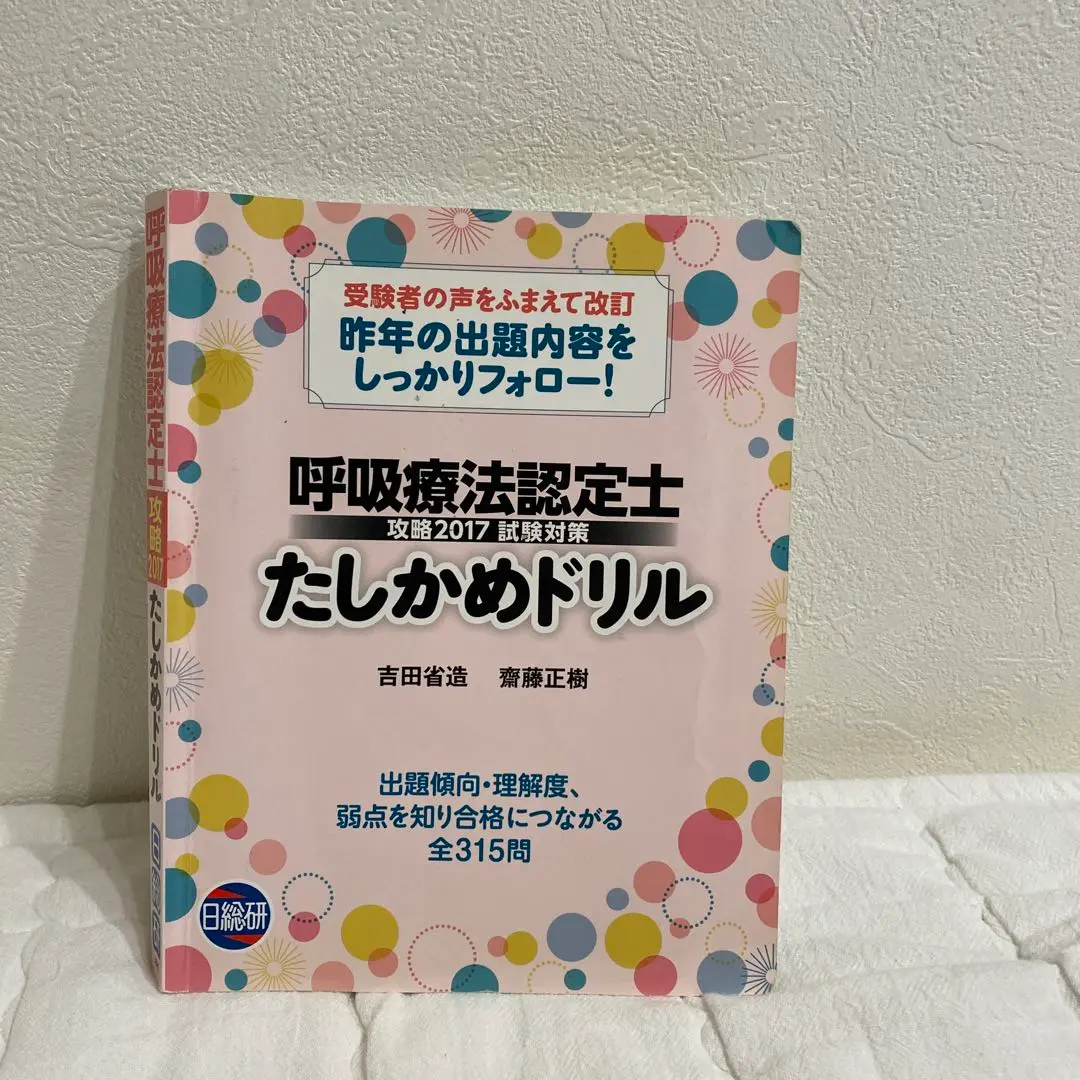 受験者の声をふまえて改訂
昨年の出題内容を
しっかりフォロー!
呼吸療法認定士
攻略2017 試験対策
たしかめドリル
吉田省造 齋藤正樹
出題傾向・理解度、
弱点を知り合格につながる
全315問
日総研
呼吸療法認定士 攻略2017 たしかめドリル 日総研